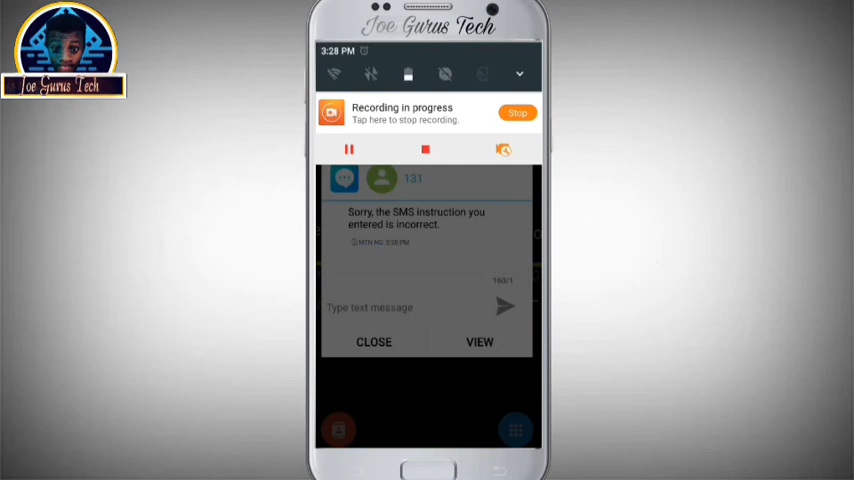 Joe Gurus Tech
Joe Gurus Tech
3:28 PM
Recording in progress
Tap here to stop recording.
Stop
131
Sorry, the SMS instruction you
entered is incorrect.
MTN NG 3:28 PM
160/1
Type text message
CLOSE
VIEW